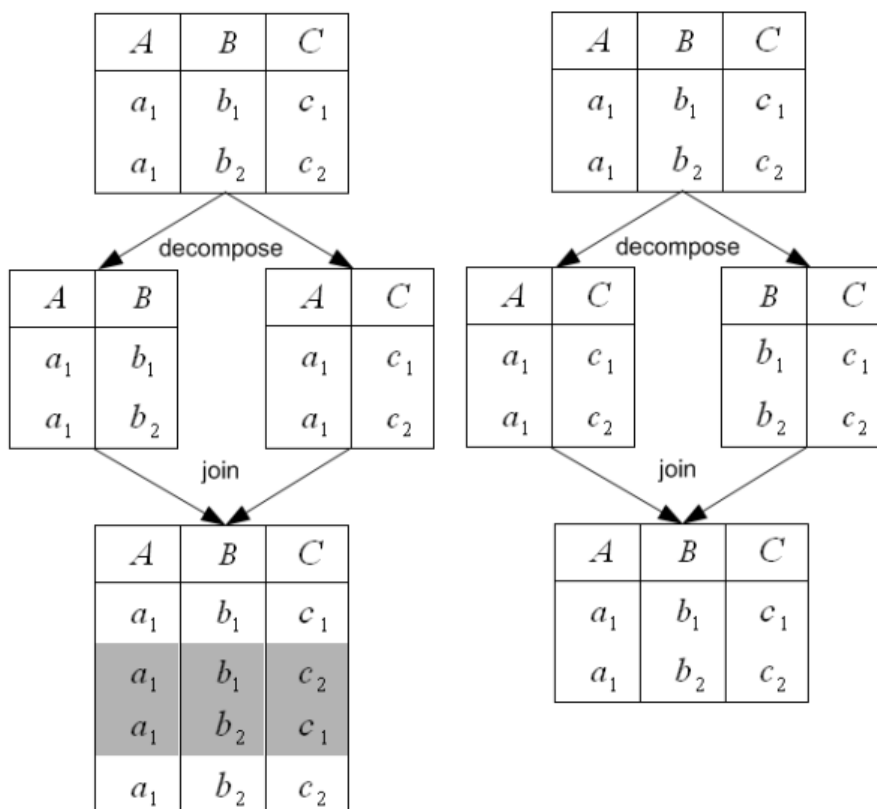 A B C
a₁ b₁ c₁
a₁ b₂ c₂
decompose
A B
a₁ b₁
a₁ b₂
A C
a₁ c₁
a₁ c₂
join
A B C
a₁ b₁ c₁
a₁ b₁ c₂
a₁ b₂ c₁
a₁ b₂ c₂
A B C
a₁ b₁ c₁
a₁ b₂ c₂
decompose
A C
a₁ c₁
a₁ c₂
B C
b₁ c₁
b₂ c₂
join
A B C
a₁ b₁ c₁
a₁ b₂ c₂